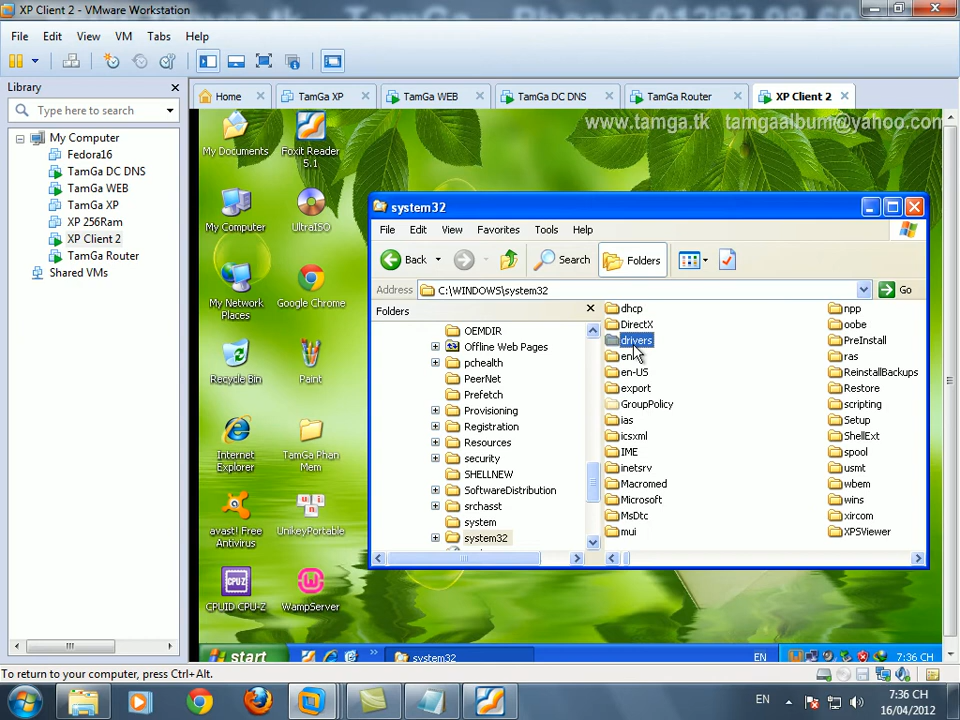 XP Client 2 - VMware Workstation
File Edit View VM Tabs Help
Library
Type here to search
My Computer
Fedora16
TamGa DC DNS
TamGa WEB
TamGa XP
XP 256Ram
XP Client 2
TamGa Router
Shared VMs
Home TamGa XP TamGa WEB TamGa DC DNS TamGa Router XP Client 2
www.tamga.tk tamgaalbum@yahoo.com
My Documents
Foxit Reader 5.1
My Computer
UltraISO
My Network Places
Google Chrome
Recycle Bin
Paint
Internet Explorer
TamGa Phan Mem
avast! Free Antivirus
UnikeyPortable
CPUID CPU-Z
WampServer
system32
File Edit View Favorites Tools Help
Back Search Folders
Address C:\WINDOWS\system32 Go
Folders
OEMDIR
Offline Web Pages
pchealth
PeerNet
Prefetch
Provisioning
Registration
Resources
security
SHELLNEW
SoftwareDistribution
srchasst
system
system32
dhcp
DirectX
drivers
en
en-US
export
GroupPolicy
ias
icsxml
IME
inetsrv
Macromed
Microsoft
MsDtc
mui
npp
oobe
PreInstall
ras
ReinstallBackups
Restore
scripting
Setup
ShellExt
spool
usmt
wbem
wins
xircom
XPSViewer
start system32 EN 7:36 CH
To return to your computer, press Ctrl+Alt.
EN 7:36 CH
16/04/2012